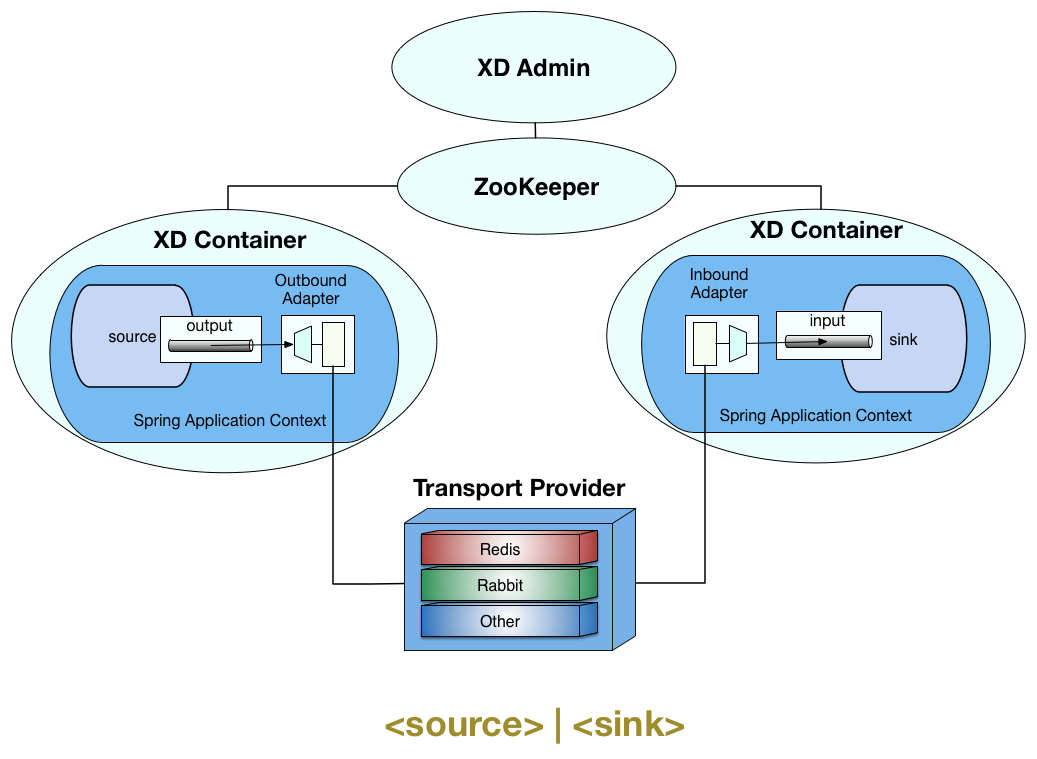 XD Admin
ZooKeeper
XD Container
Outbound
Adapter
source
output
Spring Application Context
XD Container
Inbound
Adapter
input
sink
Spring Application Context
Transport Provider
Redis
Rabbit
Other
<source> | <sink>